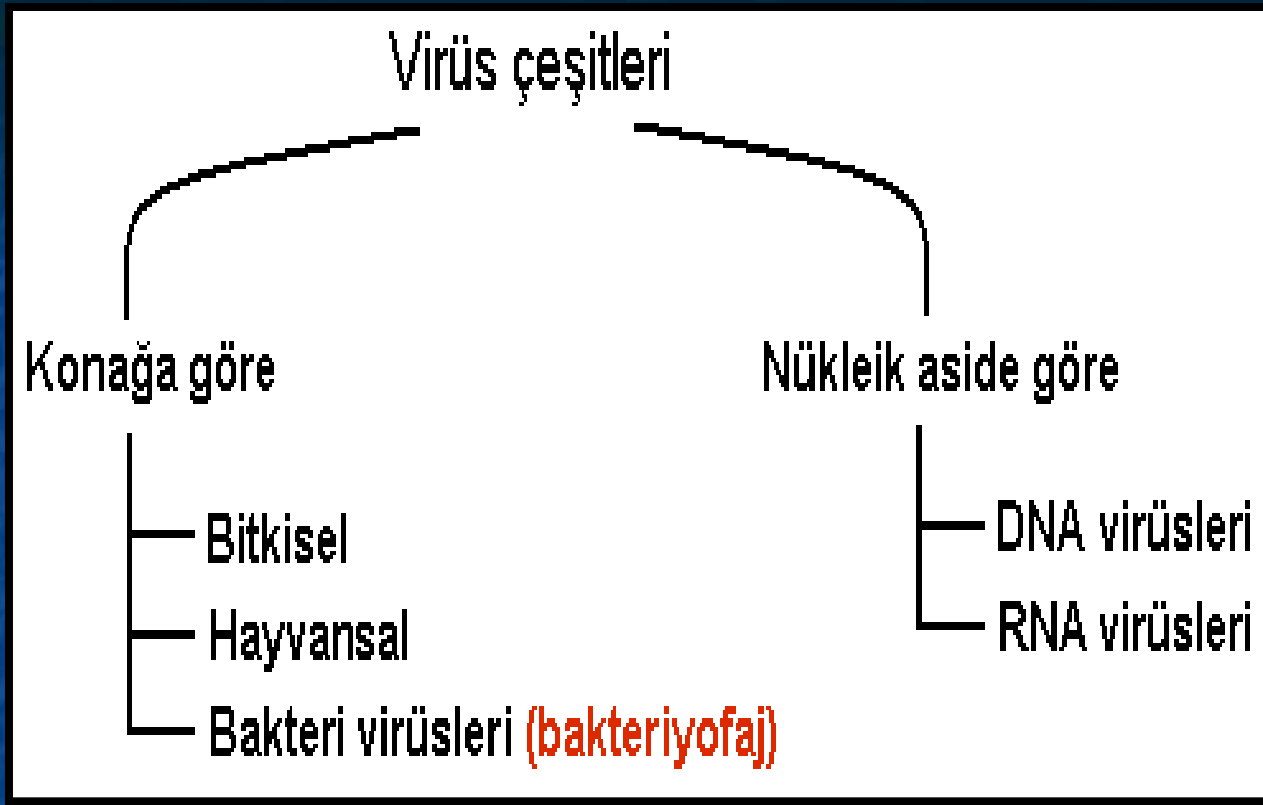 Virüs çeşitleri
Konağa göre
Nükleik aside göre
Bitkisel
Hayvansal
Bakteri virüsleri (bakteriyofaj)
DNA virüsleri
RNA virüsleri